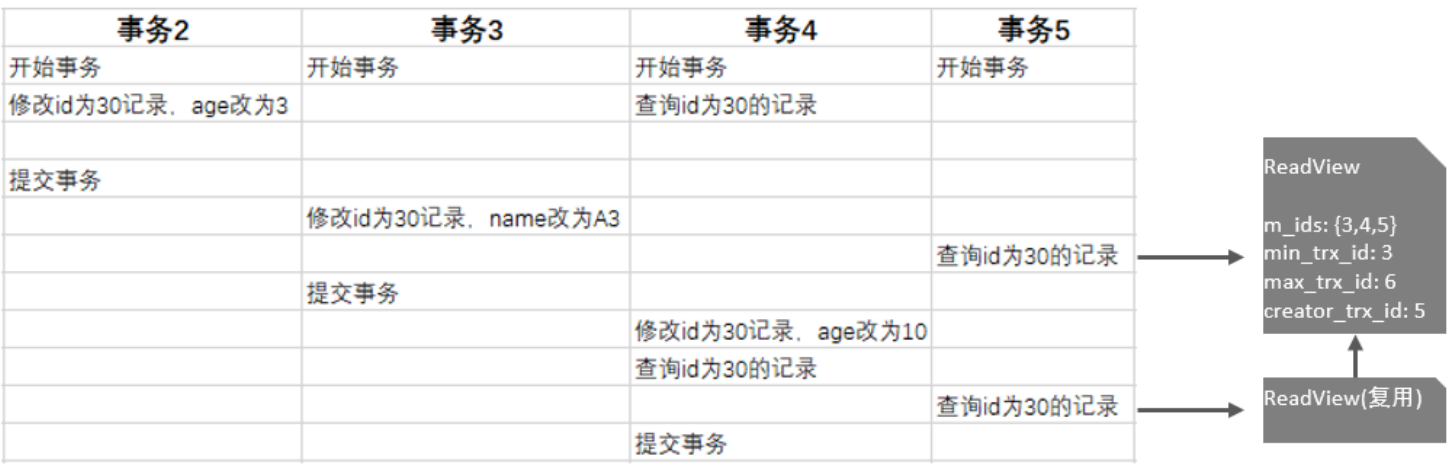 事务2 事务3 事务4 事务5
开始事务 开始事务 开始事务 开始事务
修改id为30记录，age改为3 查询id为30的记录
提交事务
修改id为30记录，name改为A3
查询id为30的记录
提交事务
修改id为30记录，age改为10
查询id为30的记录
查询id为30的记录
提交事务
ReadView
m_ids: {3,4,5}
min_trx_id: 3
max_trx_id: 6
creator_trx_id: 5
ReadView(复用)